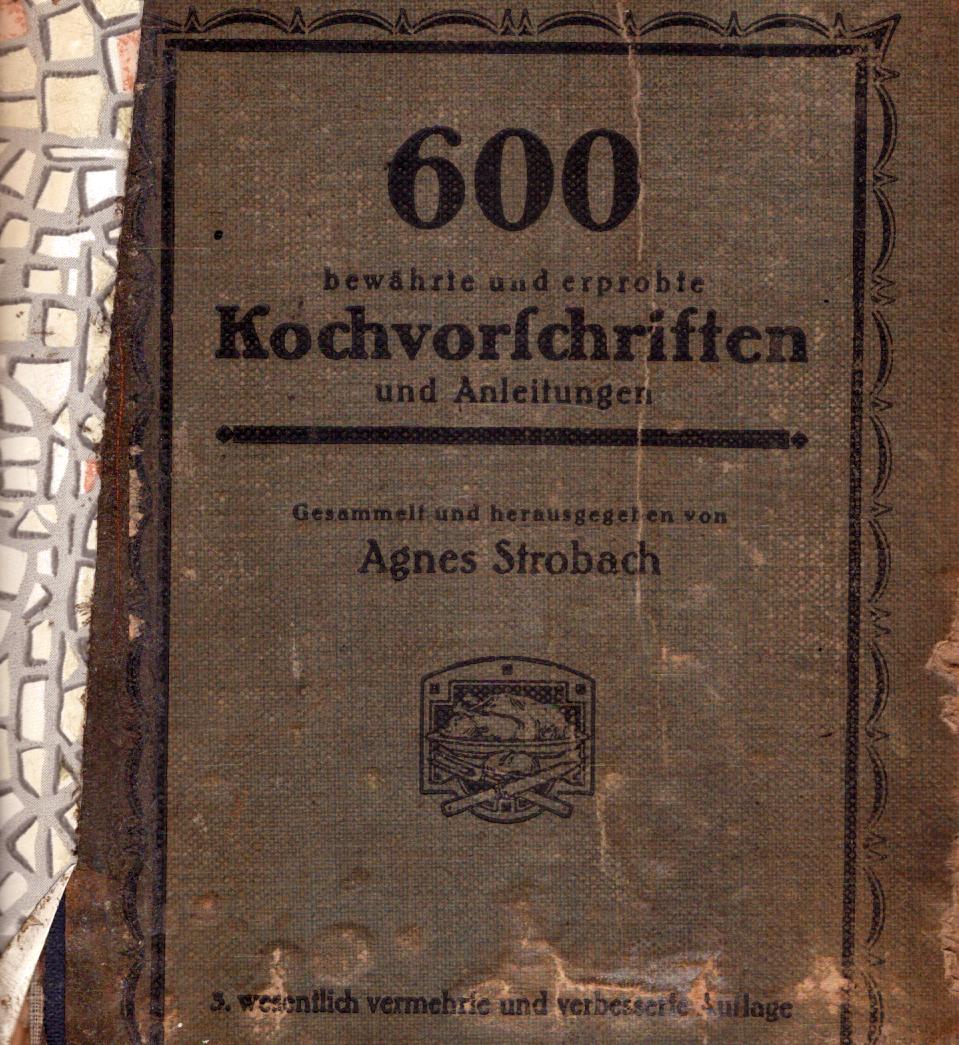 600
bewährte und erprobte
Kochvorſchriften
und Anleitungen
Gesammelt und herausgegeben von
Agnes Strobach
3. wesentlich vermehrte und verbesserte Auflage